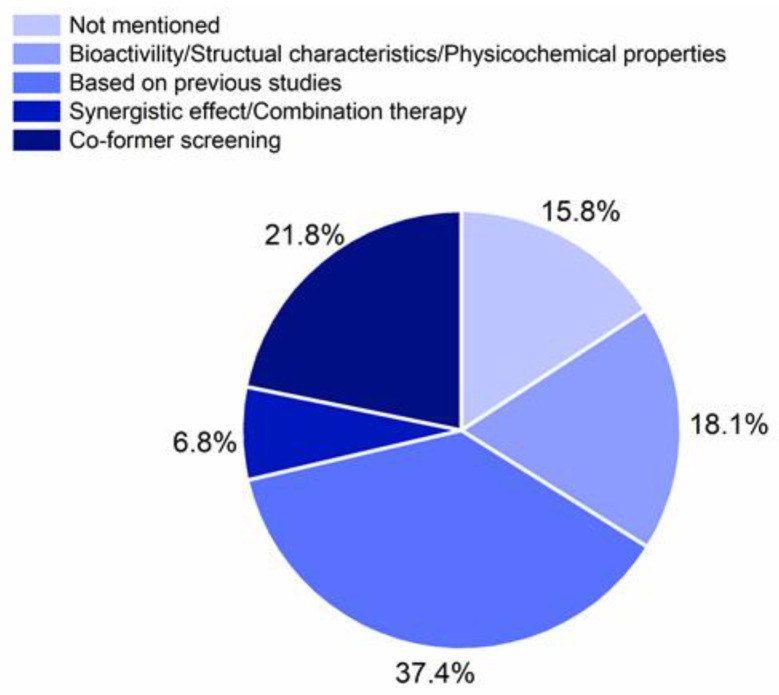 Not mentioned
Bioactivility/Structual characteristics/Physicochemical properties
Based on previous studies
Synergistic effect/Combination therapy
Co-former screening
15.8%
21.8%
18.1%
6.8%
37.4%